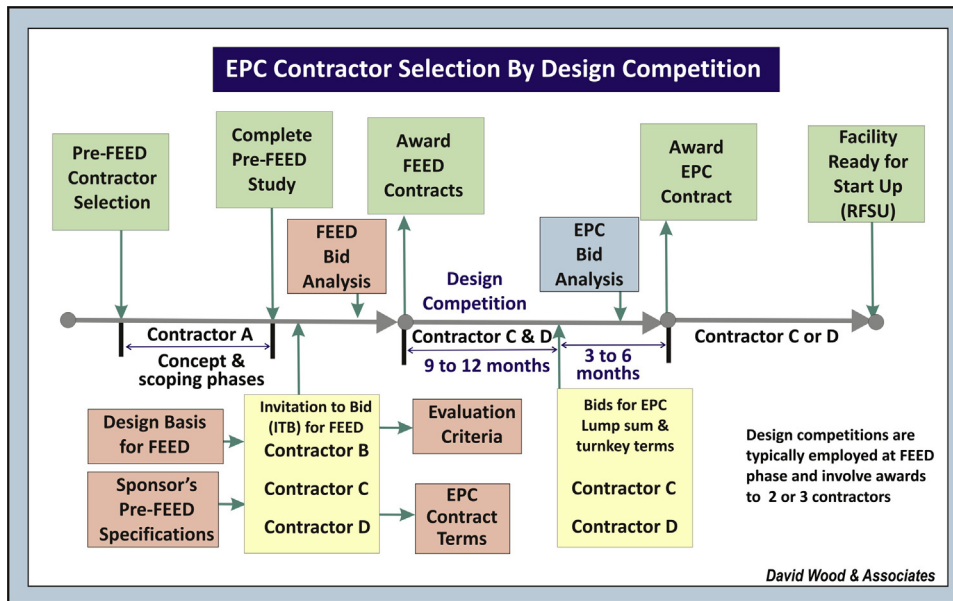 EPC Contractor Selection By Design Competition
Pre-FEED
Contractor
Selection
Complete
Pre-FEED
Study
Award
FEED
Contracts
Award
EPC
Contract
Facility
Ready for
Start Up
(RFSU)
FEED
Bid
Analysis
EPC
Bid
Analysis
Design
Competition
Contractor A
Concept &
scoping phases
Contractor C & D
9 to 12 months
3 to 6
months
Contractor C or D
Design Basis
for FEED
Sponsor's
Pre-FEED
Specifications
Invitation to Bid
(ITB) for FEED
Contractor B
Contractor C
Contractor D
Evaluation
Criteria
EPC
Contract
Terms
Bids for EPC
Lump sum &
turnkey terms
Contractor C
Contractor D
Design competitions are
typically employed at FEED
phase and involve awards
to 2 or 3 contractors
David Wood & Associates